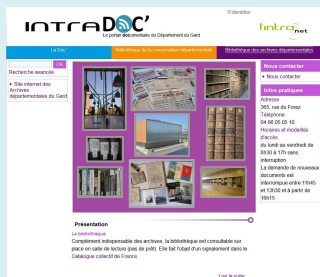 S'identifier
INTRADOC'
Le portail documentaire du Département du Gard
l'intranet
La Doc'
Bibliothèque de la conservation départementale
Bibliothèque des archives départementales
OK
Recherche avancée
Site internet des
Archives
départementales du Gard
Nous contacter
Nous contacter
Infos pratiques
Adresse
365, rue du Forez
Téléphone
04 66 05 05 10
Horaires et modalités
d'accès
du lundi au vendredi de
8h30 à 17h sans
interruption
La demande de nouveaux
documents est
interrompue entre 11h45
et 13h30 et à partir de
16h15
Présentation
La bibliothèque
Complément indispensable des archives, la bibliothèque est consultable sur
place en salle de lecture (pas de prêt). Elle fait l'objet d'un signalement dans le
Catalogue collectif de France.
Lire la suite